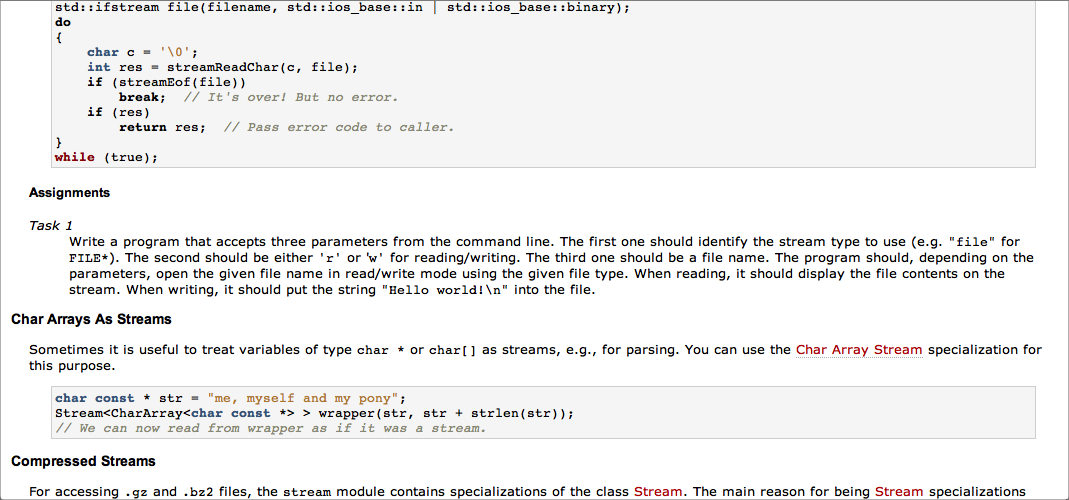 std::ifstream file(filename, std::ios_base::in | std::ios_base::binary);
do
{
    char c = '\0';
    int res = streamReadChar(c, file);
    if (streamEof(file))
        break;  // It's over! But no error.
    if (res)
        return res;  // Pass error code to caller.
}
while (true);
Assignments
Task 1
Write a program that accepts three parameters from the command line. The first one should identify the stream type to use (e.g. "file" for
FILE*). The second should be either 'r' or 'w' for reading/writing. The third one should be a file name. The program should, depending on the
parameters, open the given file name in read/write mode using the given file type. When reading, it should display the file contents on the
stream. When writing, it should put the string "Hello world!\n" into the file.
Char Arrays As Streams
Sometimes it is useful to treat variables of type char * or char[] as streams, e.g., for parsing. You can use the Char Array Stream specialization for
this purpose.
char const * str = "me, myself and my pony";
Stream<CharArray<char const *> > wrapper(str, str + strlen(str));
// We can now read from wrapper as if it was a stream.
Compressed Streams
For accessing .gz and .bz2 files, the stream module contains specializations of the class Stream. The main reason for being Stream specializations